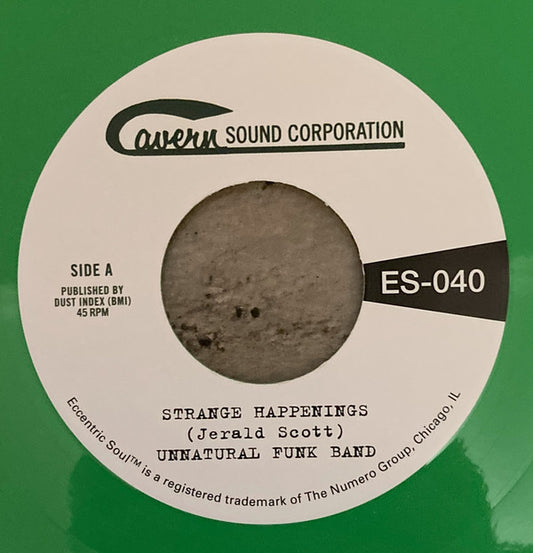 Cavern SOUND CORPORATION
SIDE A
PUBLISHED BY
DUST INDEX (BMI)
45 RPM
ES-040
STRANGE HAPPENINGS
(Jerald Scott)
UNNATURAL FUNK BAND
Eccentric Soul™ is a registered trademark of The Numero Group, Chicago, IL